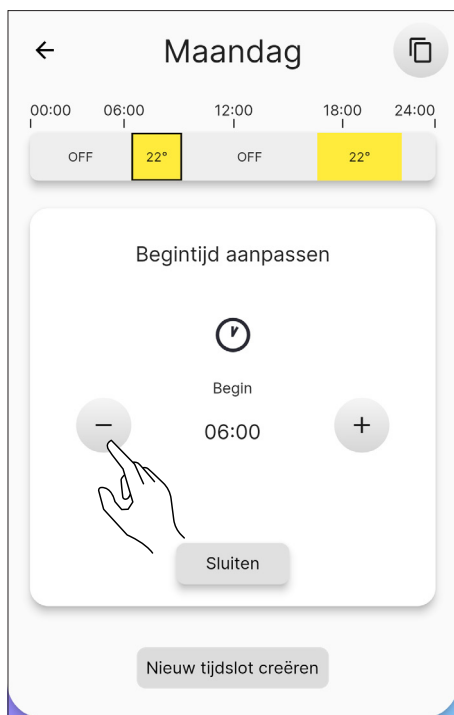 Maandag
00:00 06:00 12:00 18:00 24:00
OFF 22° OFF 22°
Begintijd aanpassen
Begin
− 06:00 +
Sluiten
Nieuw tijdslot creëren